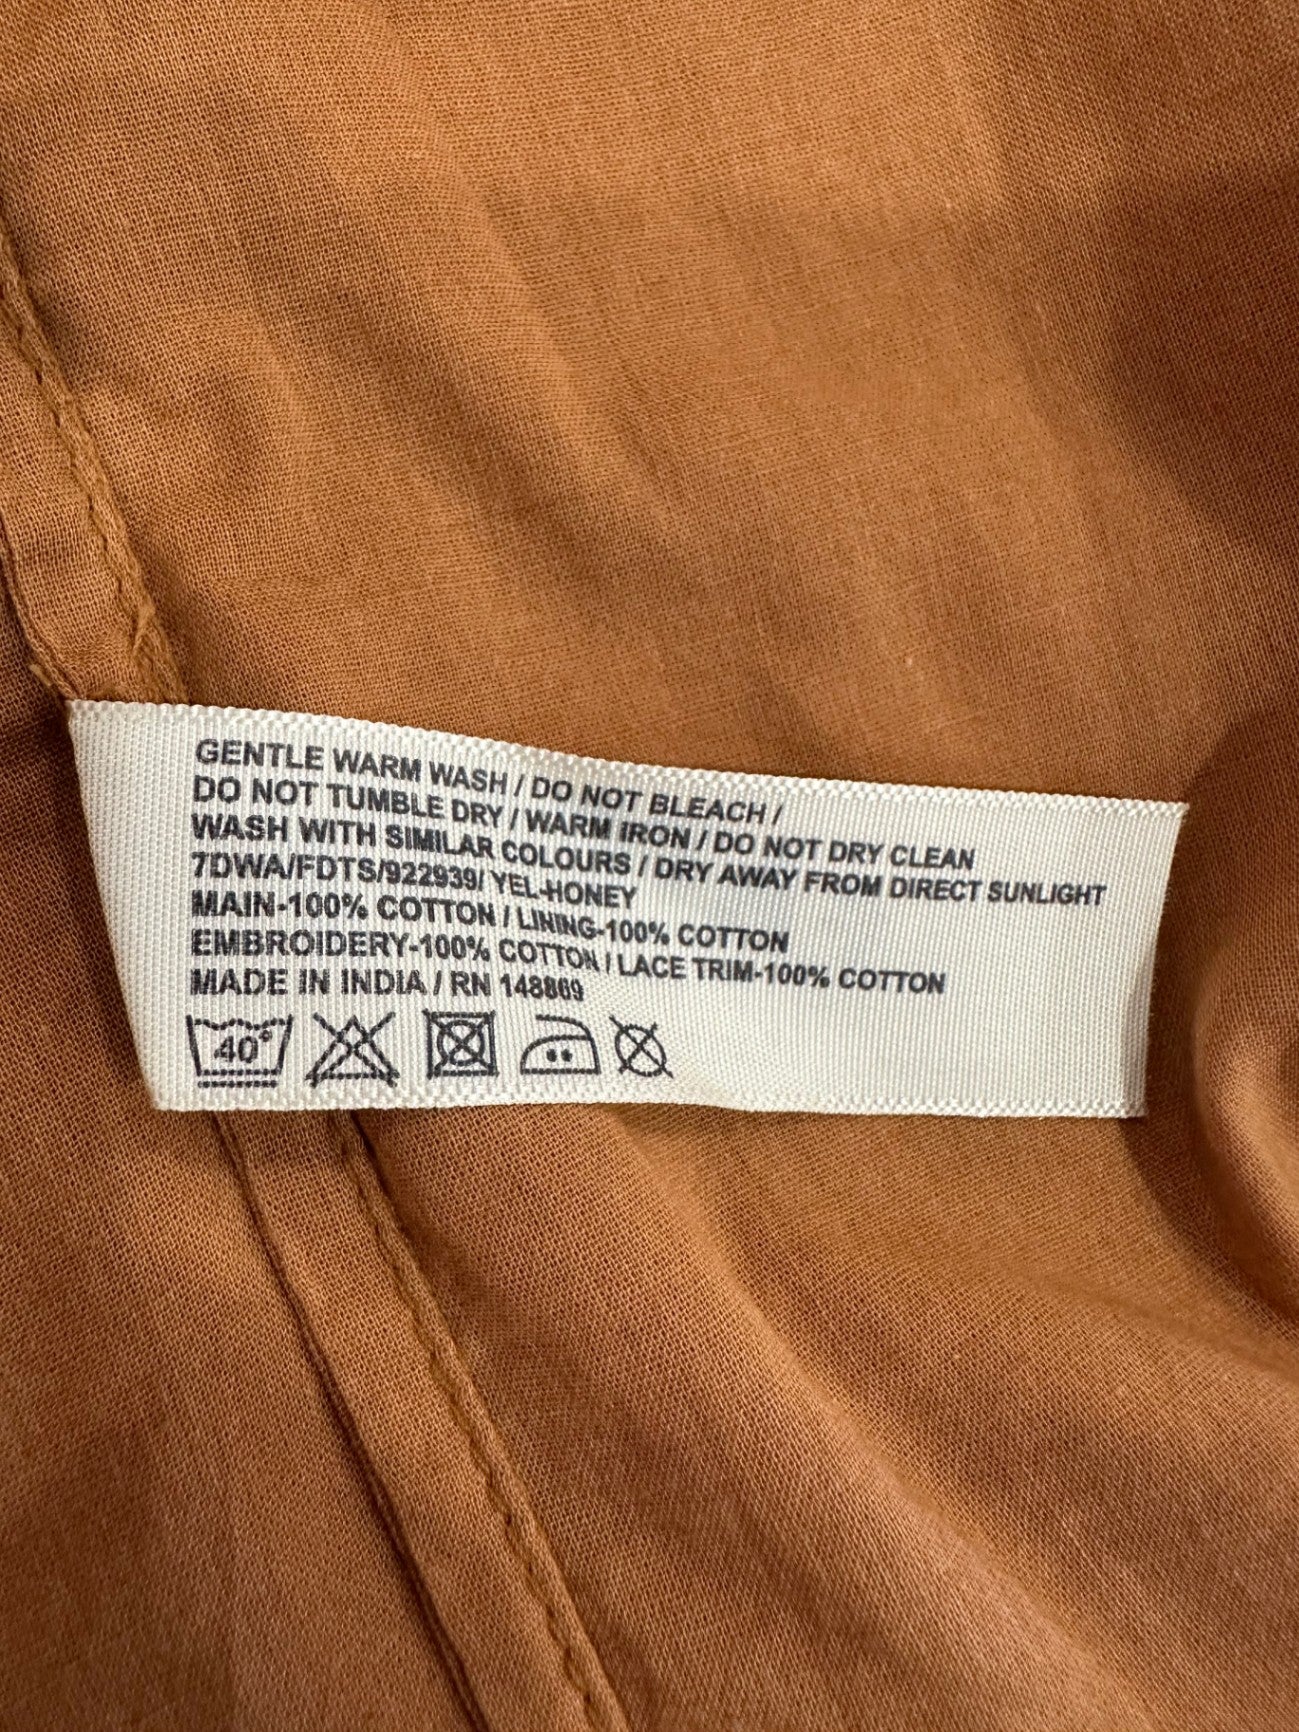 GENTLE WARM WASH / DO NOT BLEACH /
DO NOT TUMBLE DRY / WARM IRON / DO NOT DRY CLEAN
WASH WITH SIMILAR COLOURS / DRY AWAY FROM DIRECT SUNLIGHT
7DWA/FDTS/922939/ YEL-HONEY
MAIN-100% COTTON / LINING-100% COTTON
EMBROIDERY-100% COTTON / LACE TRIM-100% COTTON
MADE IN INDIA / RN 148869
40°